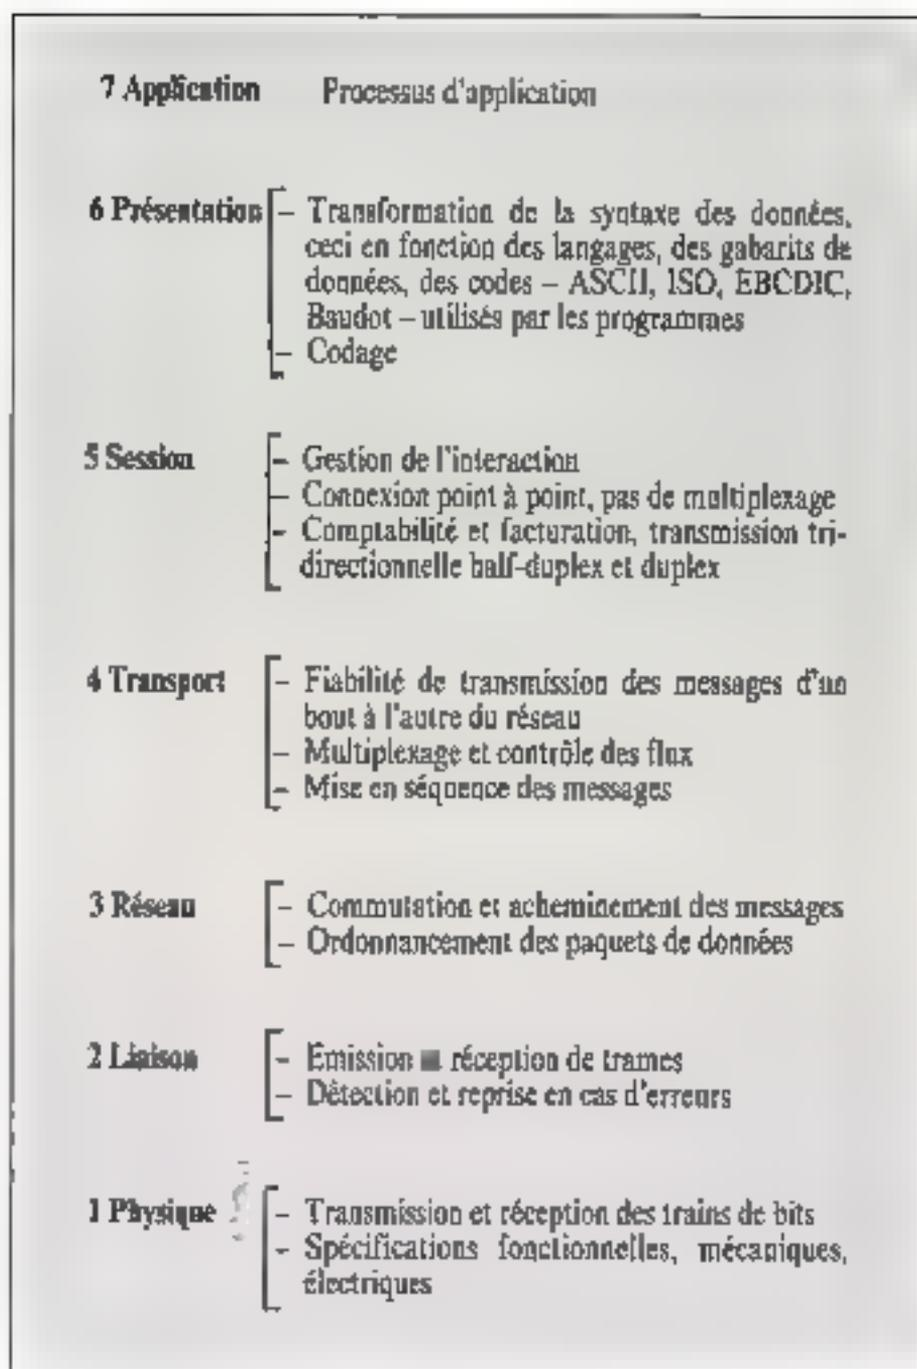 7 Application Processus d'application
6 Présentation – Transformation de la syntaxe des données,
ceci en fonction des langages, des gabarits de
données, des codes – ASCII, ISO, EBCDIC,
Baudot – utilisés par les programmes
– Codage
5 Session – Gestion de l'interaction
– Connexion point à point, pas de multiplexage
– Comptabilité et facturation, transmission tri-
directionnelle half-duplex et duplex
4 Transport – Fiabilité de transmission des messages d'un
bout à l'autre du réseau
– Multiplexage et contrôle des flux
– Mise en séquence des messages
3 Réseau – Commutation et acheminement des messages
– Ordonnancement des paquets de données
2 Liaison – Emission réception de trames
– Détection et reprise en cas d'erreurs
1 Physique – Transmission et réception des trains de bits
– Spécifications fonctionnelles, mécaniques,
électriques